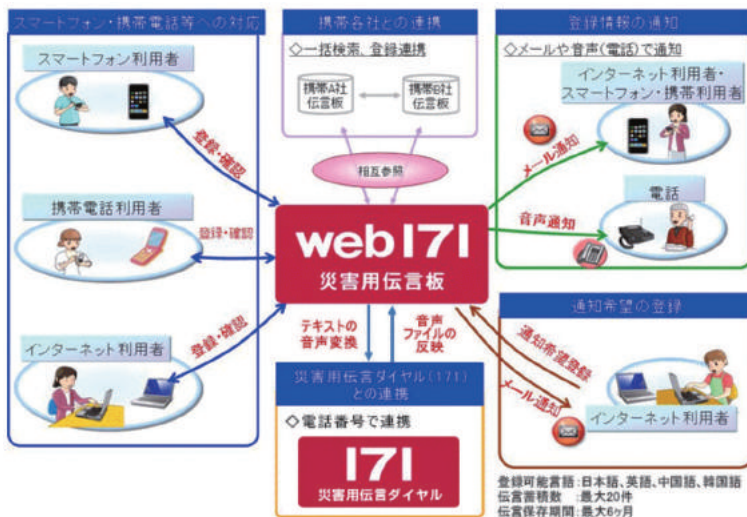 スマートフォン・携帯電話等への対応
スマートフォン利用者
登録・確認
携帯電話利用者
登録・確認
インターネット利用者
登録・確認
携帯各社との連携
◇一括検索、登録連携
携帯A社
伝言板
携帯B社
伝言板
相互参照
web171
災害用伝言板
テキストの
音声変換
音声
ファイルの
反映
災害用伝言ダイヤル(171)
との連携
◇電話番号で連携
171
災害用伝言ダイヤル
登録情報の通知
◇メールや音声(電話)で通知
インターネット利用者・
スマートフォン・携帯利用者
メール通知
電話
音声通知
通知希望の登録
通知希望登録
メール通知
インターネット利用者
登録可能言語:日本語、英語、中国語、韓国語
伝言蓄積数 :最大20件
伝言保存期間:最大6ヶ月